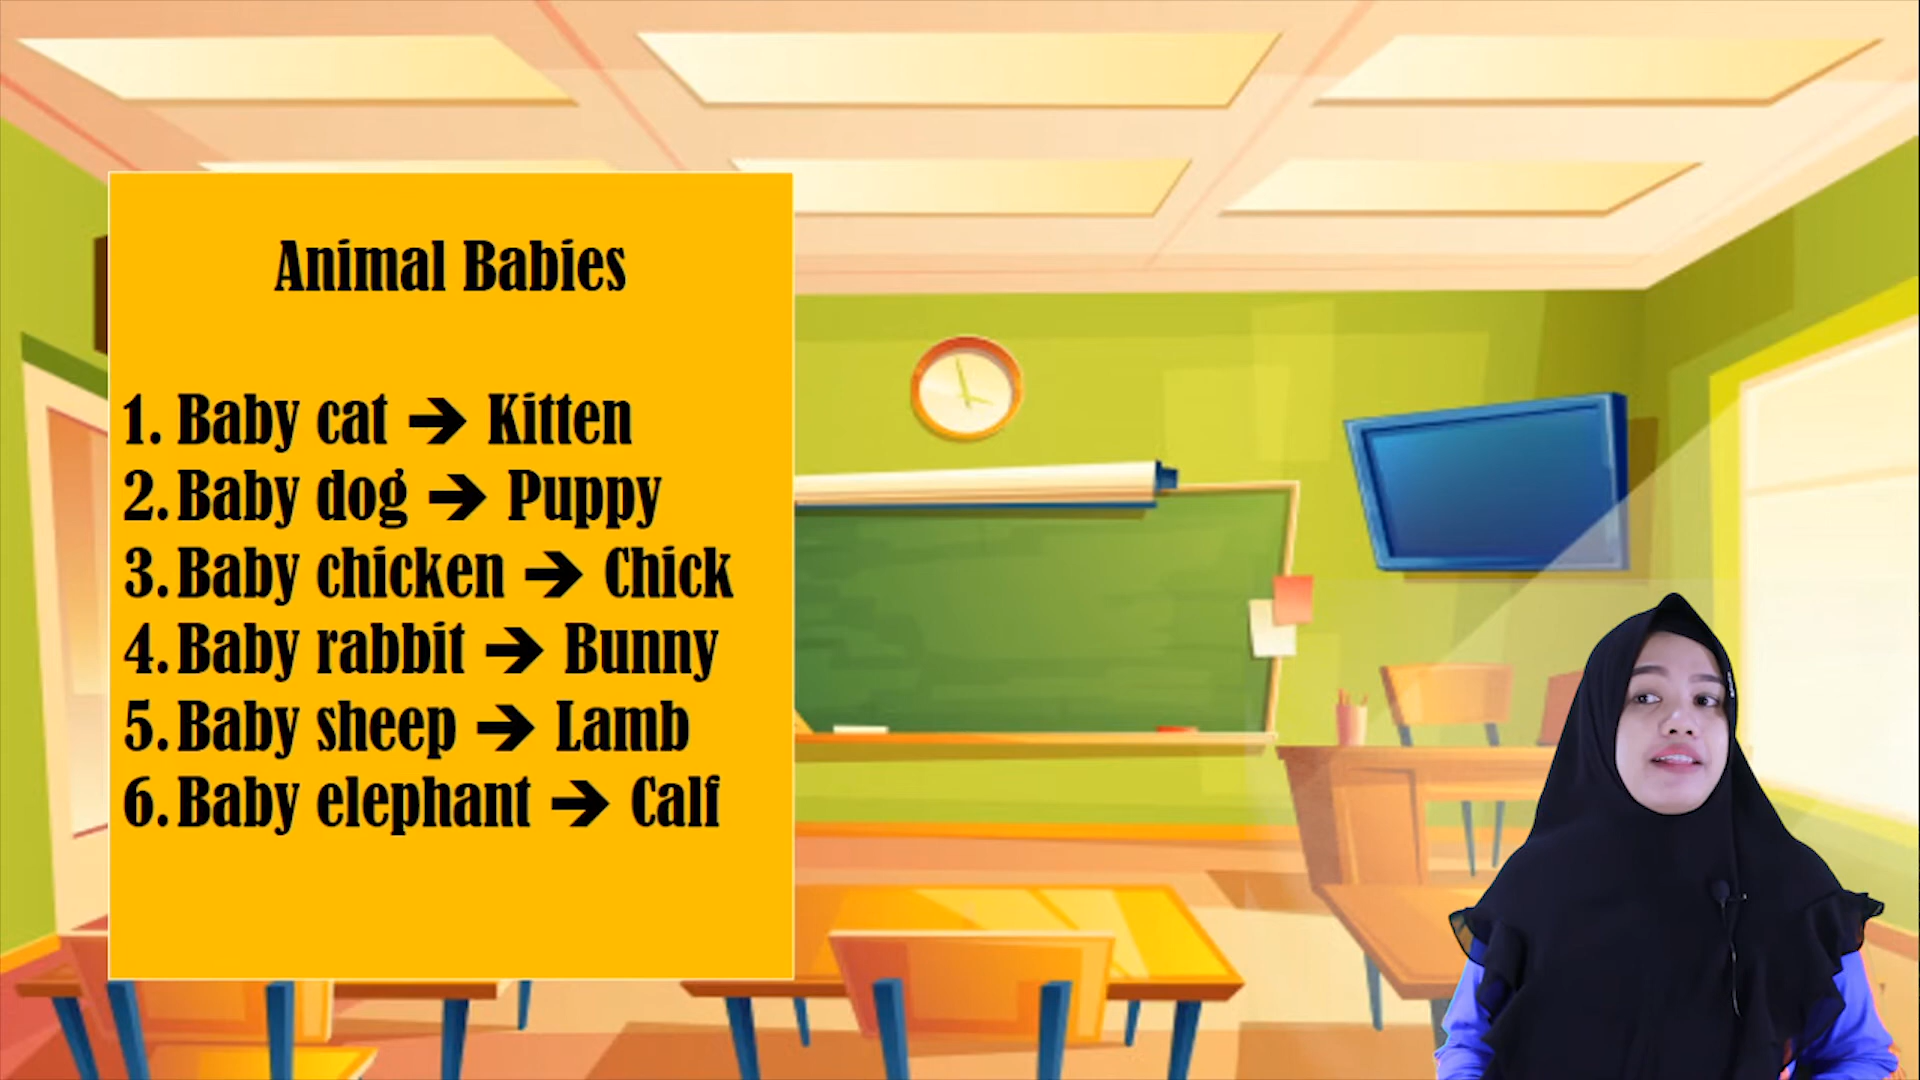 Animal Babies
1. Baby cat ➔ Kitten
2. Baby dog ➔ Puppy
3. Baby chicken ➔ Chick
4. Baby rabbit ➔ Bunny
5. Baby sheep ➔ Lamb
6. Baby elephant ➔ Calf